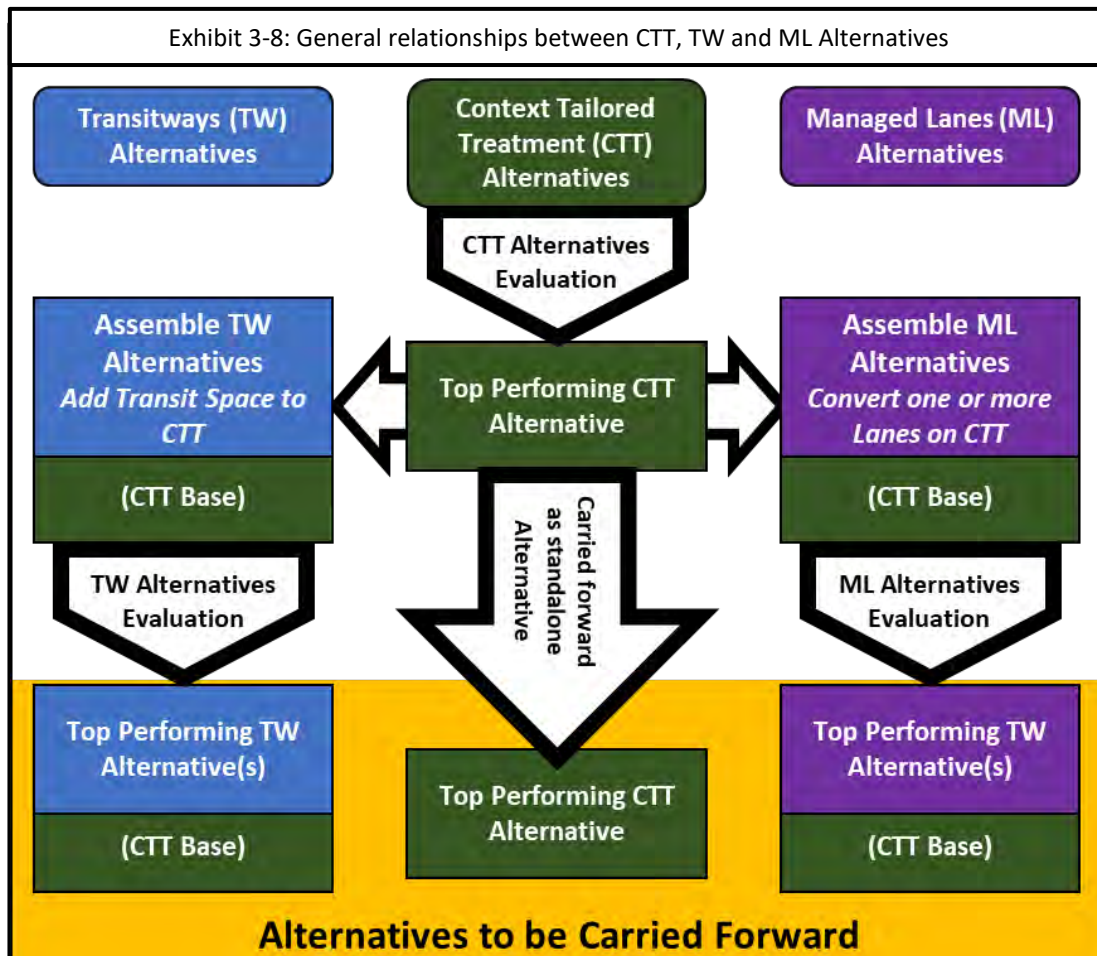 Exhibit 3-8: General relationships between CTT, TW and ML Alternatives
Transitways (TW)
Alternatives
Context Tailored
Treatment (CTT)
Alternatives
Managed Lanes (ML)
Alternatives
CTT Alternatives
Evaluation
Assemble TW
Alternatives
Add Transit Space to
CTT
(CTT Base)
Top Performing CTT
Alternative
Assemble ML
Alternatives
Convert one or more
Lanes on CTT
(CTT Base)
TW Alternatives
Evaluation
Carried forward
as standalone
Alternative
ML Alternatives
Evaluation
Top Performing TW
Alternative(s)
(CTT Base)
Top Performing CTT
Alternative
Top Performing TW
Alternative(s)
(CTT Base)
Alternatives to be Carried Forward